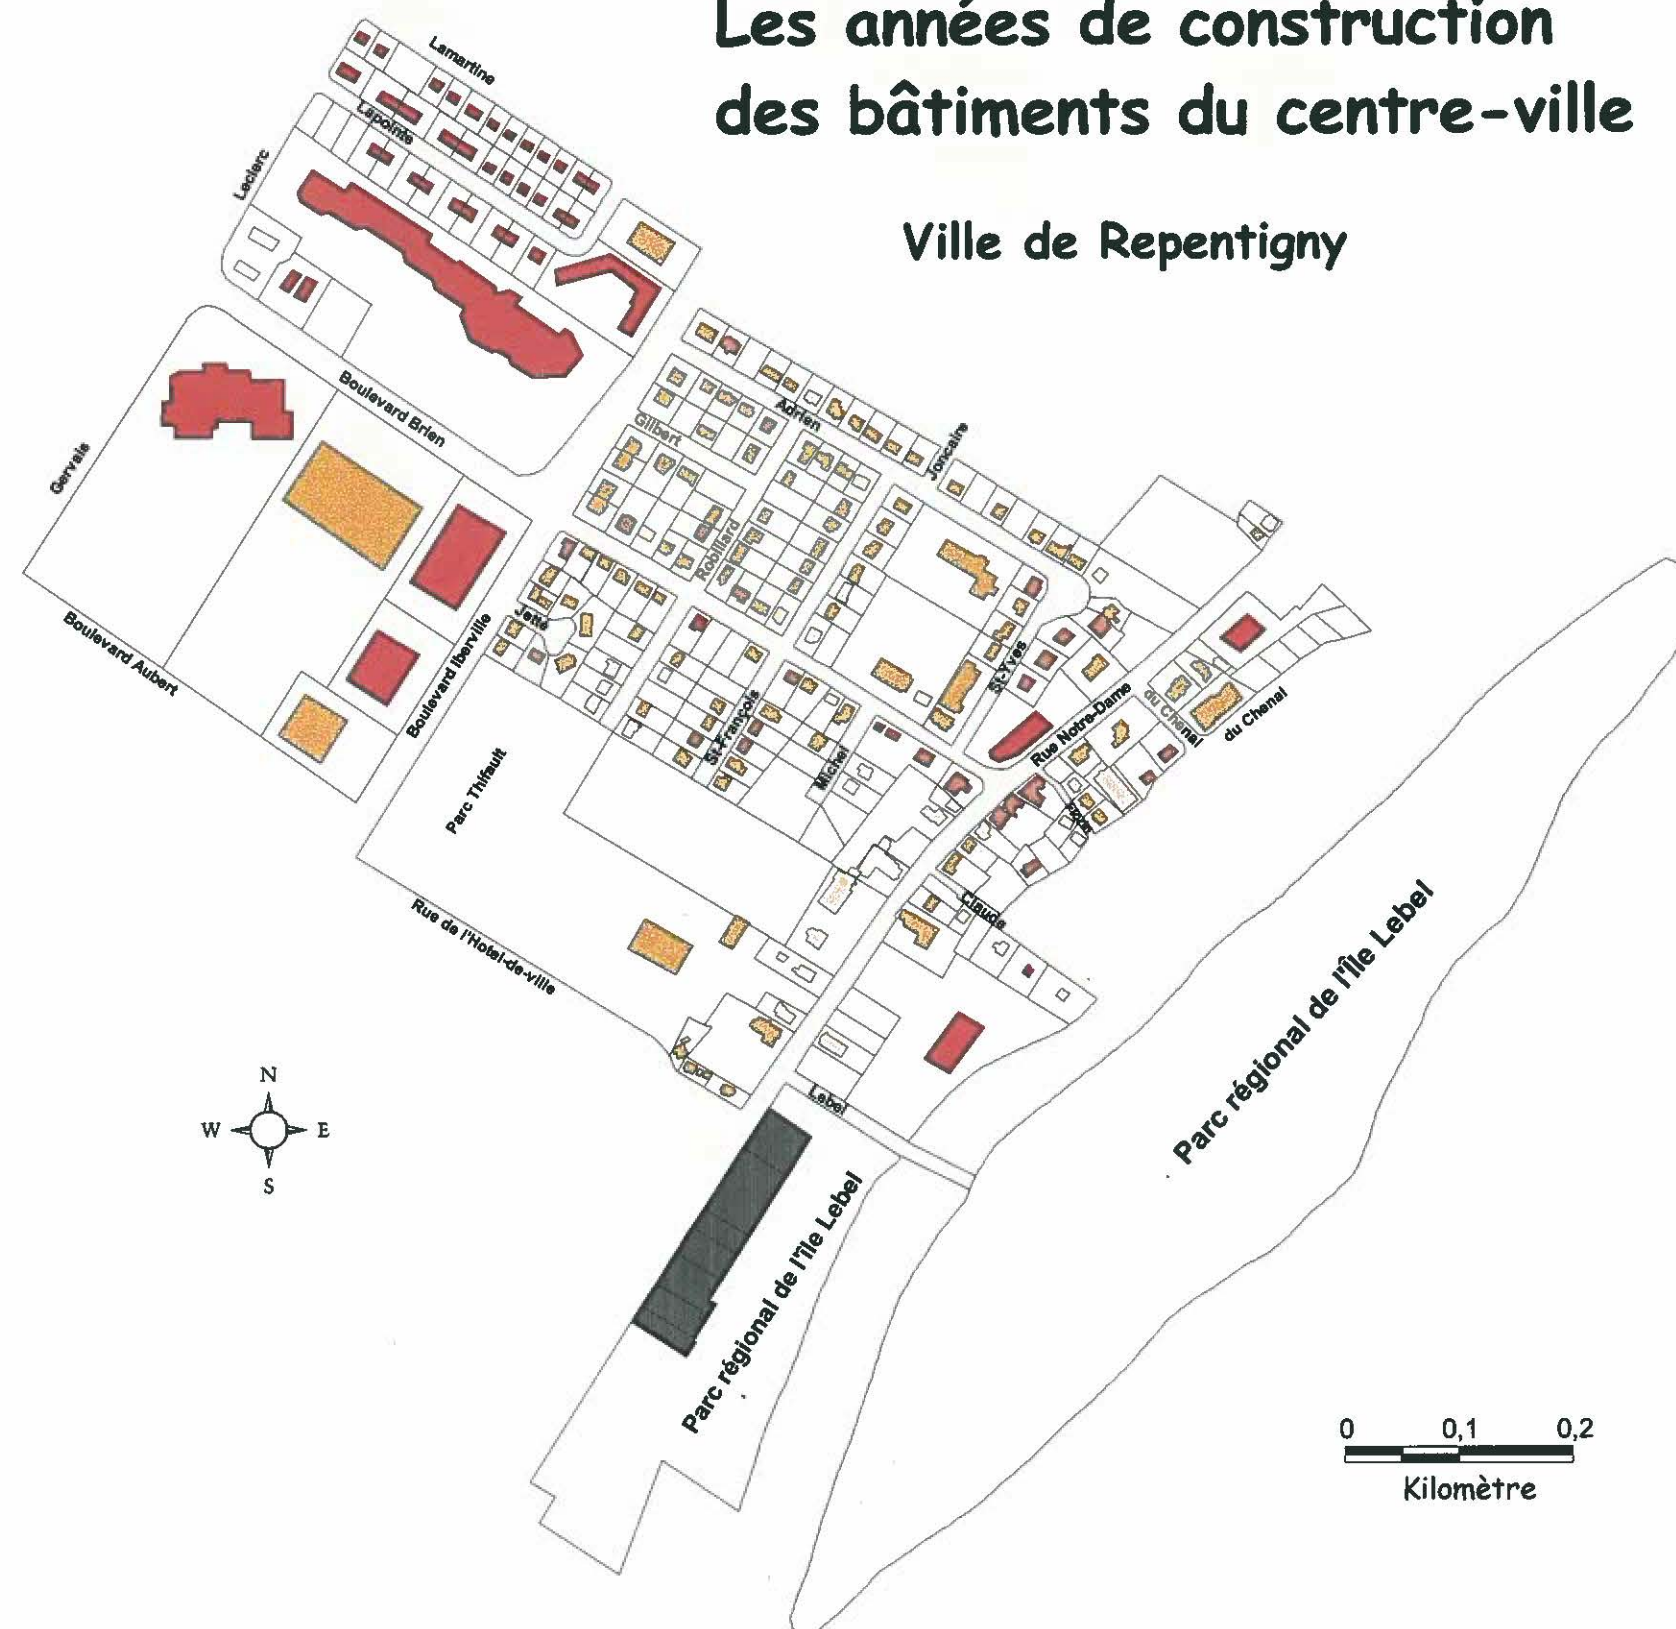 Les années de construction
des bâtiments du centre-ville
Ville de Repentigny
Lamartine
Lapointe
Leclerc
Boulevard Brien
Gervais
Adrien
Gilbert
Joncaire
Robillard
Jetté
Boulevard Iberville
Boulevard Aubert
St-Yves
Rue Notre-Dame
du Chenal
du Chenal
St-François
Michel
Parc Thifault
Claude
Rue de l'Hotel-de-ville
Parc régional de l'Île Lebel
Lebel
Parc régional de l'Île Lebel
N
W E
S
0 0,1 0,2
Kilomètre